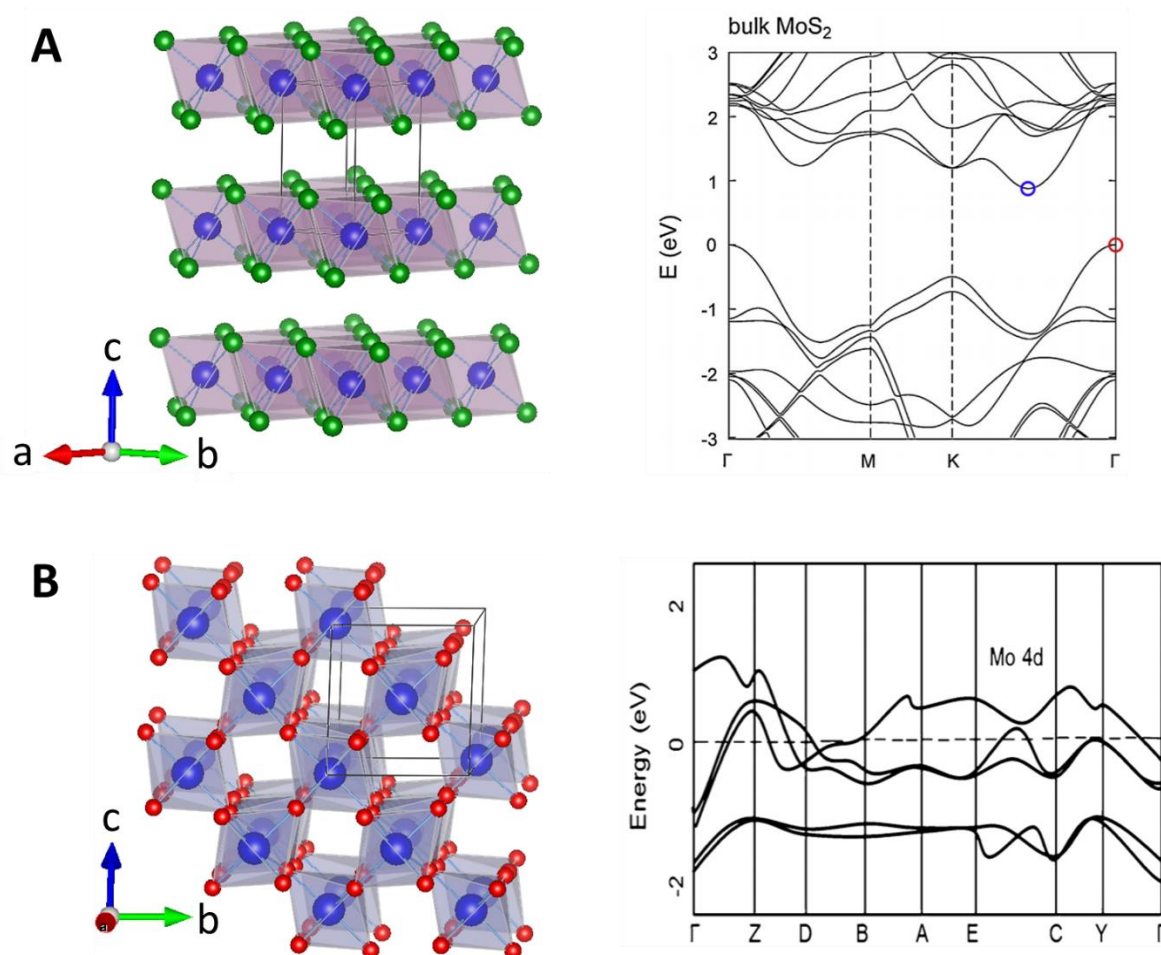 A
bulk MoS₂
3
2
1
0
-1
-2
-3
E (eV)
Γ M K Γ
c
a
b
B
2
0
-2
Energy (eV)
Mo 4d
Γ Z D B A E C Y Γ
c
b
a